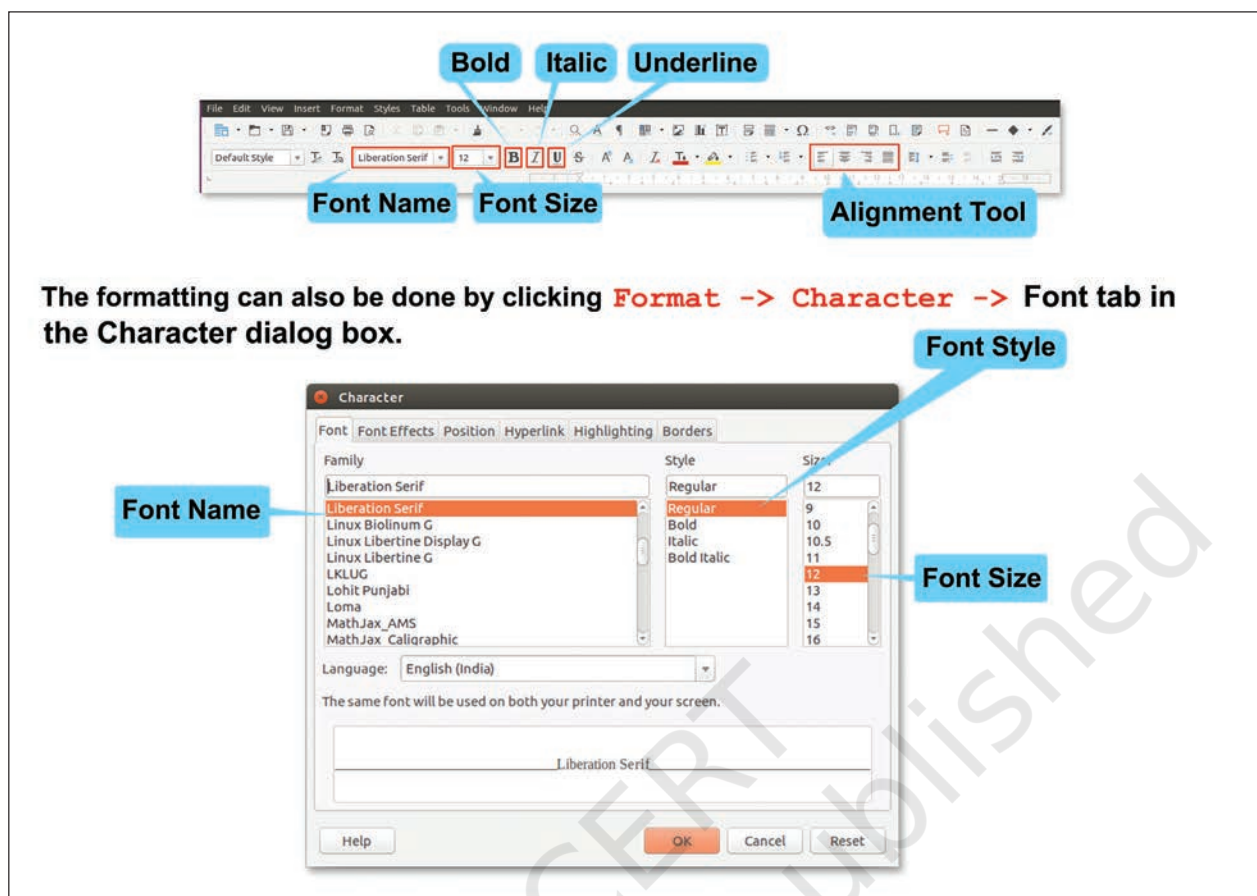 Bold Italic Underline
File Edit View Insert Format Styles Table Tools Window Help
Default Style Liberation Serif 12 B I U S
Font Name Font Size Alignment Tool
The formatting can also be done by clicking Format -> Character -> Font tab in
the Character dialog box.
Font Style
Character
Font Font Effects Position Hyperlink Highlighting Borders
Family Style
Liberation Serif Regular 12
Font Name
Liberation Serif Regular 9
Linux Biolinum G Bold 10
Linux Libertine Display G Italic 10.5
Linux Libertine G Bold Italic 11
LKLUG 12
Font Size
Lohit Punjabi 13
Loma 14
MathJax_AMS 15
MathJax_Caligraphic 16
Language: English (India)
The same font will be used on both your printer and your screen.
Liberation Serif
Help OK Cancel Reset